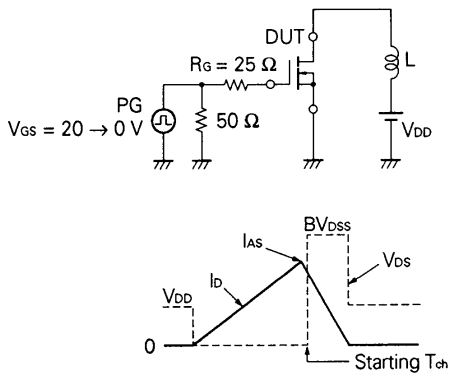 DUT
RG = 25 Ω
L
PG
VGS = 20 → 0 V
50 Ω
VDD
BVDSS
IAS
VDS
ID
VDD
0
Starting Tch